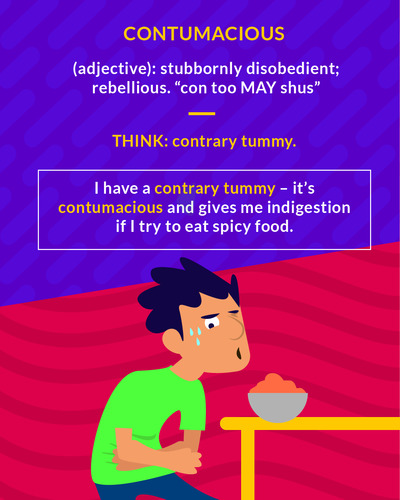 CONTUMACIOUS
(adjective): stubbornly disobedient;
rebellious. “con too MAY shus”
THINK: contrary tummy.
I have a contrary tummy – it’s
contumacious and gives me indigestion
if I try to eat spicy food.